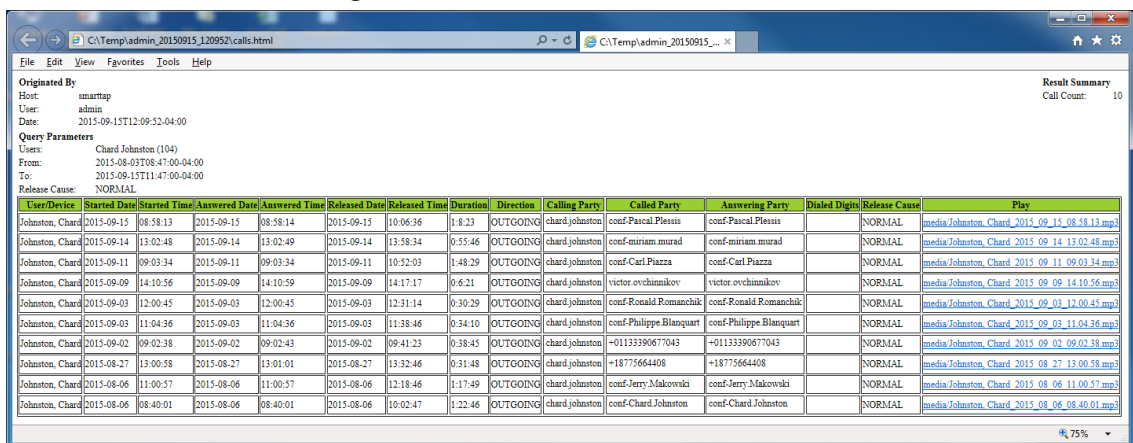 C:\Temp\admin_20150915_120952\calls.html
C:\Temp\admin_20150915_...
File Edit View Favorites Tools Help
Originated By Result Summary
Host: smarttap Call Count: 10
User: admin
Date: 2015-09-15T12:09:52-04:00
Query Parameters
Users: Chard Johnston (104)
From: 2015-08-03T08:47:00-04:00
To: 2015-09-15T11:47:00-04:00
Release Cause: NORMAL
User/Device Started Date Started Time Answered Date Answered Time Released Date Released Time Duration Direction Calling Party Called Party Answering Party Dialed Digits Release Cause Play
Johnston, Chard 2015-09-15 08:58:13 2015-09-15 08:58:14 2015-09-15 10:06:36 1:8:23 OUTGOING chard.johnston conf-Pascal.Plessis conf-Pascal.Plessis NORMAL media/Johnston, Chard_2015_09_15_08.58.13.mp3
Johnston, Chard 2015-09-14 13:02:48 2015-09-14 13:02:49 2015-09-14 13:58:34 0:55:46 OUTGOING chard.johnston conf-miriam.murad conf-miriam.murad NORMAL media/Johnston, Chard_2015_09_14_13.02.48.mp3
Johnston, Chard 2015-09-11 09:03:34 2015-09-11 09:03:34 2015-09-11 10:52:03 1:48:29 OUTGOING chard.johnston conf-Carl.Piazza conf-Carl.Piazza NORMAL media/Johnston, Chard_2015_09_11_09.03.34.mp3
Johnston, Chard 2015-09-09 14:10:56 2015-09-09 14:10:59 2015-09-09 14:17:17 0:6:21 OUTGOING chard.johnston victor.ovchinnikov victor.ovchinnikov NORMAL media/Johnston, Chard_2015_09_09_14.10.56.mp3
Johnston, Chard 2015-09-03 12:00:45 2015-09-03 12:00:45 2015-09-03 12:31:14 0:30:29 OUTGOING chard.johnston conf-Ronald.Romanchik conf-Ronald.Romanchik NORMAL media/Johnston, Chard_2015_09_03_12.00.45.mp3
Johnston, Chard 2015-09-03 11:04:36 2015-09-03 11:04:36 2015-09-03 11:38:46 0:34:10 OUTGOING chard.johnston conf-Philippe.Blanquart conf-Philippe.Blanquart NORMAL media/Johnston, Chard_2015_09_03_11.04.36.mp3
Johnston, Chard 2015-09-02 09:02:38 2015-09-02 09:02:43 2015-09-02 09:41:23 0:38:45 OUTGOING chard.johnston +01133390677043 +01133390677043 NORMAL media/Johnston, Chard_2015_09_02_09.02.38.mp3
Johnston, Chard 2015-08-27 13:00:58 2015-08-27 13:01:01 2015-08-27 13:32:46 0:31:48 OUTGOING chard.johnston +18775664408 +18775664408 NORMAL media/Johnston, Chard_2015_08_27_13.00.58.mp3
Johnston, Chard 2015-08-06 11:00:57 2015-08-06 11:00:57 2015-08-06 12:18:46 1:17:49 OUTGOING chard.johnston conf-Jerry.Makowski conf-Jerry.Makowski NORMAL media/Johnston, Chard_2015_08_06_11.00.57.mp3
Johnston, Chard 2015-08-06 08:40:01 2015-08-06 08:40:01 2015-08-06 10:02:47 1:22:46 OUTGOING chard.johnston conf-Chard.Johnston conf-Chard.Johnston NORMAL media/Johnston, Chard_2015_08_06_08.40.01.mp3
75%